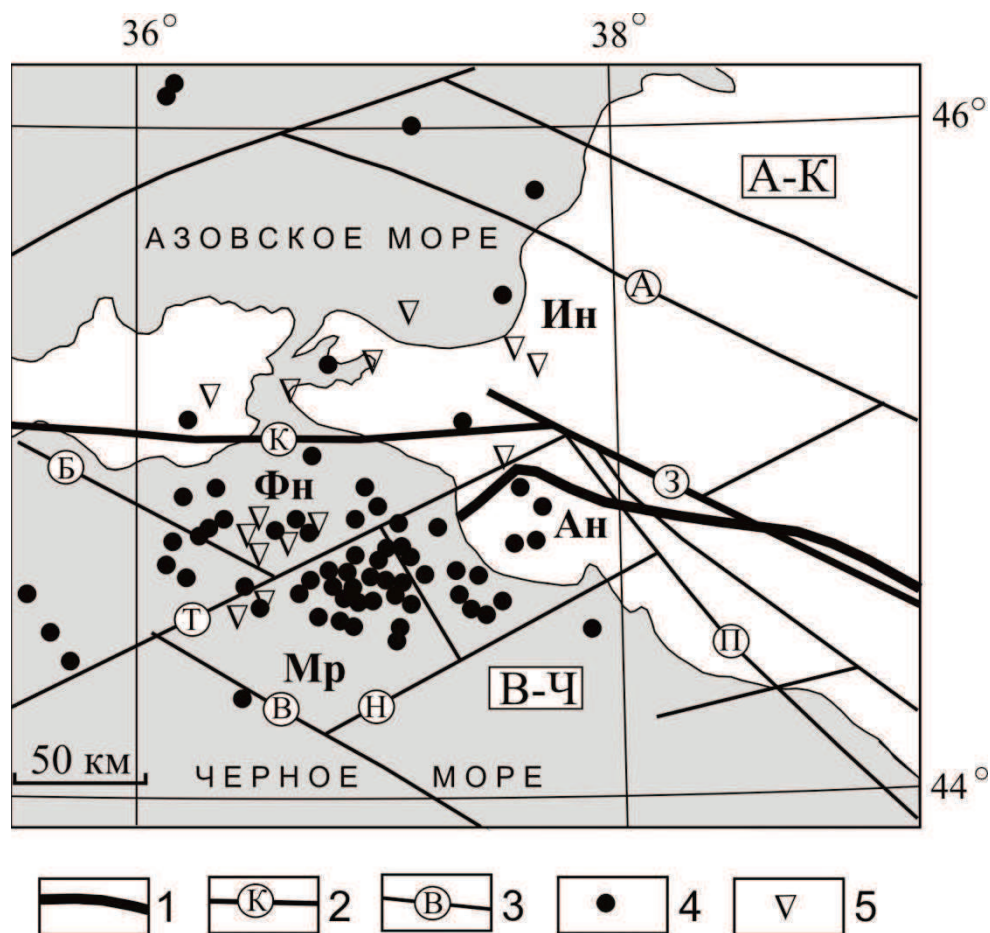 36° 38°
46°
А-К
АЗОВСКОЕ МОРЕ
А
Ин
К
Б
З
Фн
Ан
Т
П
Мр
В-Ч
В
Н
50 км
ЧЕРНОЕ МОРЕ
44°
1 К 2 В 3 4 5